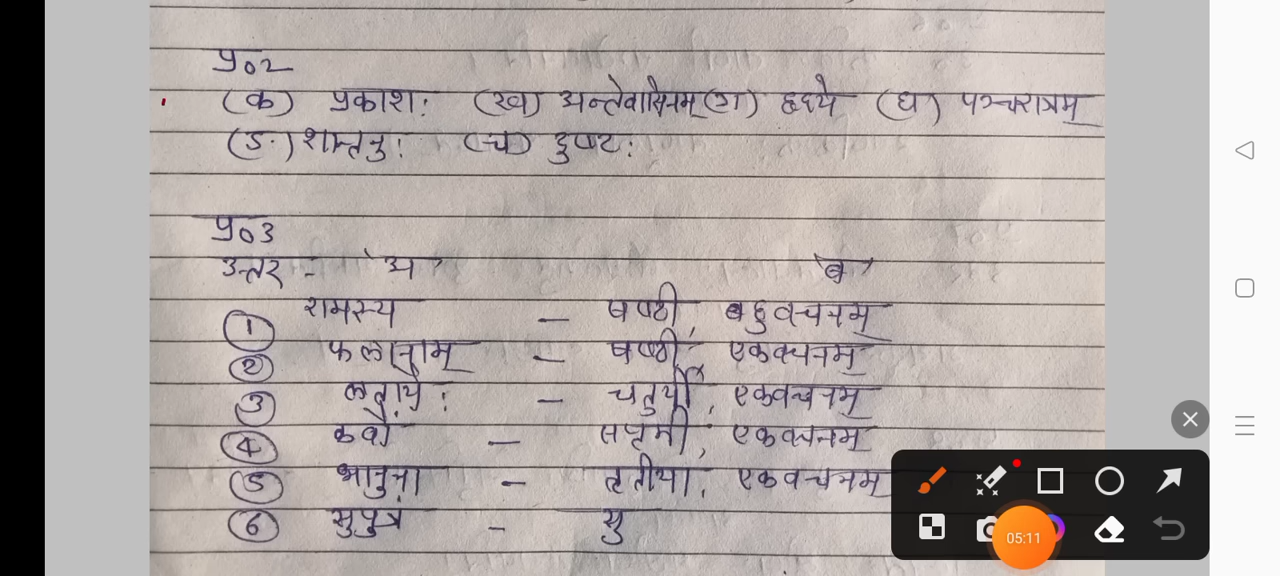 प्र०2
(क) प्रकाशः (ख) अन्तेवासिनम् (ग) हृदये (घ) पञ्चरात्रम्
(ङ) शान्तनुः (च) दुष्टः
प्र०3
उत्तर - 'अ' 'ब'
① रामस्य — षष्ठी, बहुवचनम्
② फलानाम् — षष्ठी, एकवचनम्
③ लतायैः — चतुर्थी, एकवचनम्
④ कवौ — सप्तमी, एकवचनम्
⑤ भानुना — तृतीया, एकवचनम्
⑥ सुपुत्र - सु
05:11